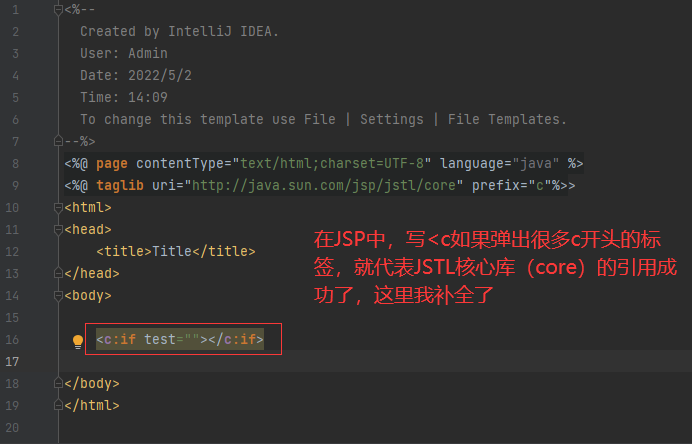 1 <%--
2 Created by IntelliJ IDEA.
3 User: Admin
4 Date: 2022/5/2
5 Time: 14:09
6 To change this template use File | Settings | File Templates.
7 --%>
8 <%@ page contentType="text/html;charset=UTF-8" language="java" %>
9 <%@ taglib uri="http://java.sun.com/jsp/jstl/core" prefix="c"%>>
10 <html>
11 <head>
12 <title>Title</title>
13 </head>
14 <body>
15
16 <c:if test=""></c:if>
17
18 </body>
19 </html>
20
在JSP中，写<c如果弹出很多c开头的标
签，就代表JSTL核心库（core）的引用成
功了，这里我补全了